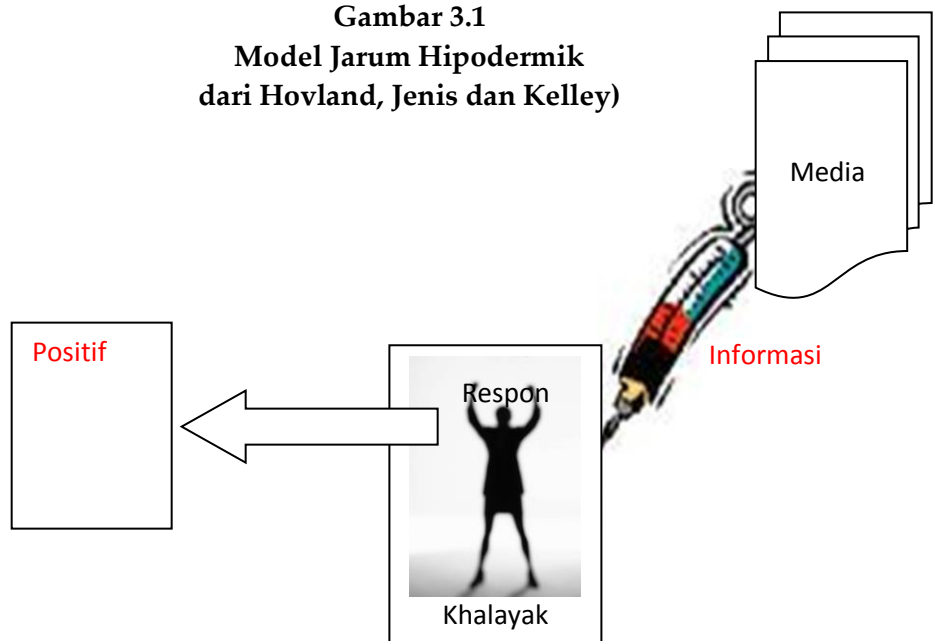 Gambar 3.1
Model Jarum Hipodermik
dari Hovland, Jenis dan Kelley)
Media
Informasi
Positif
Respon
Khalayak